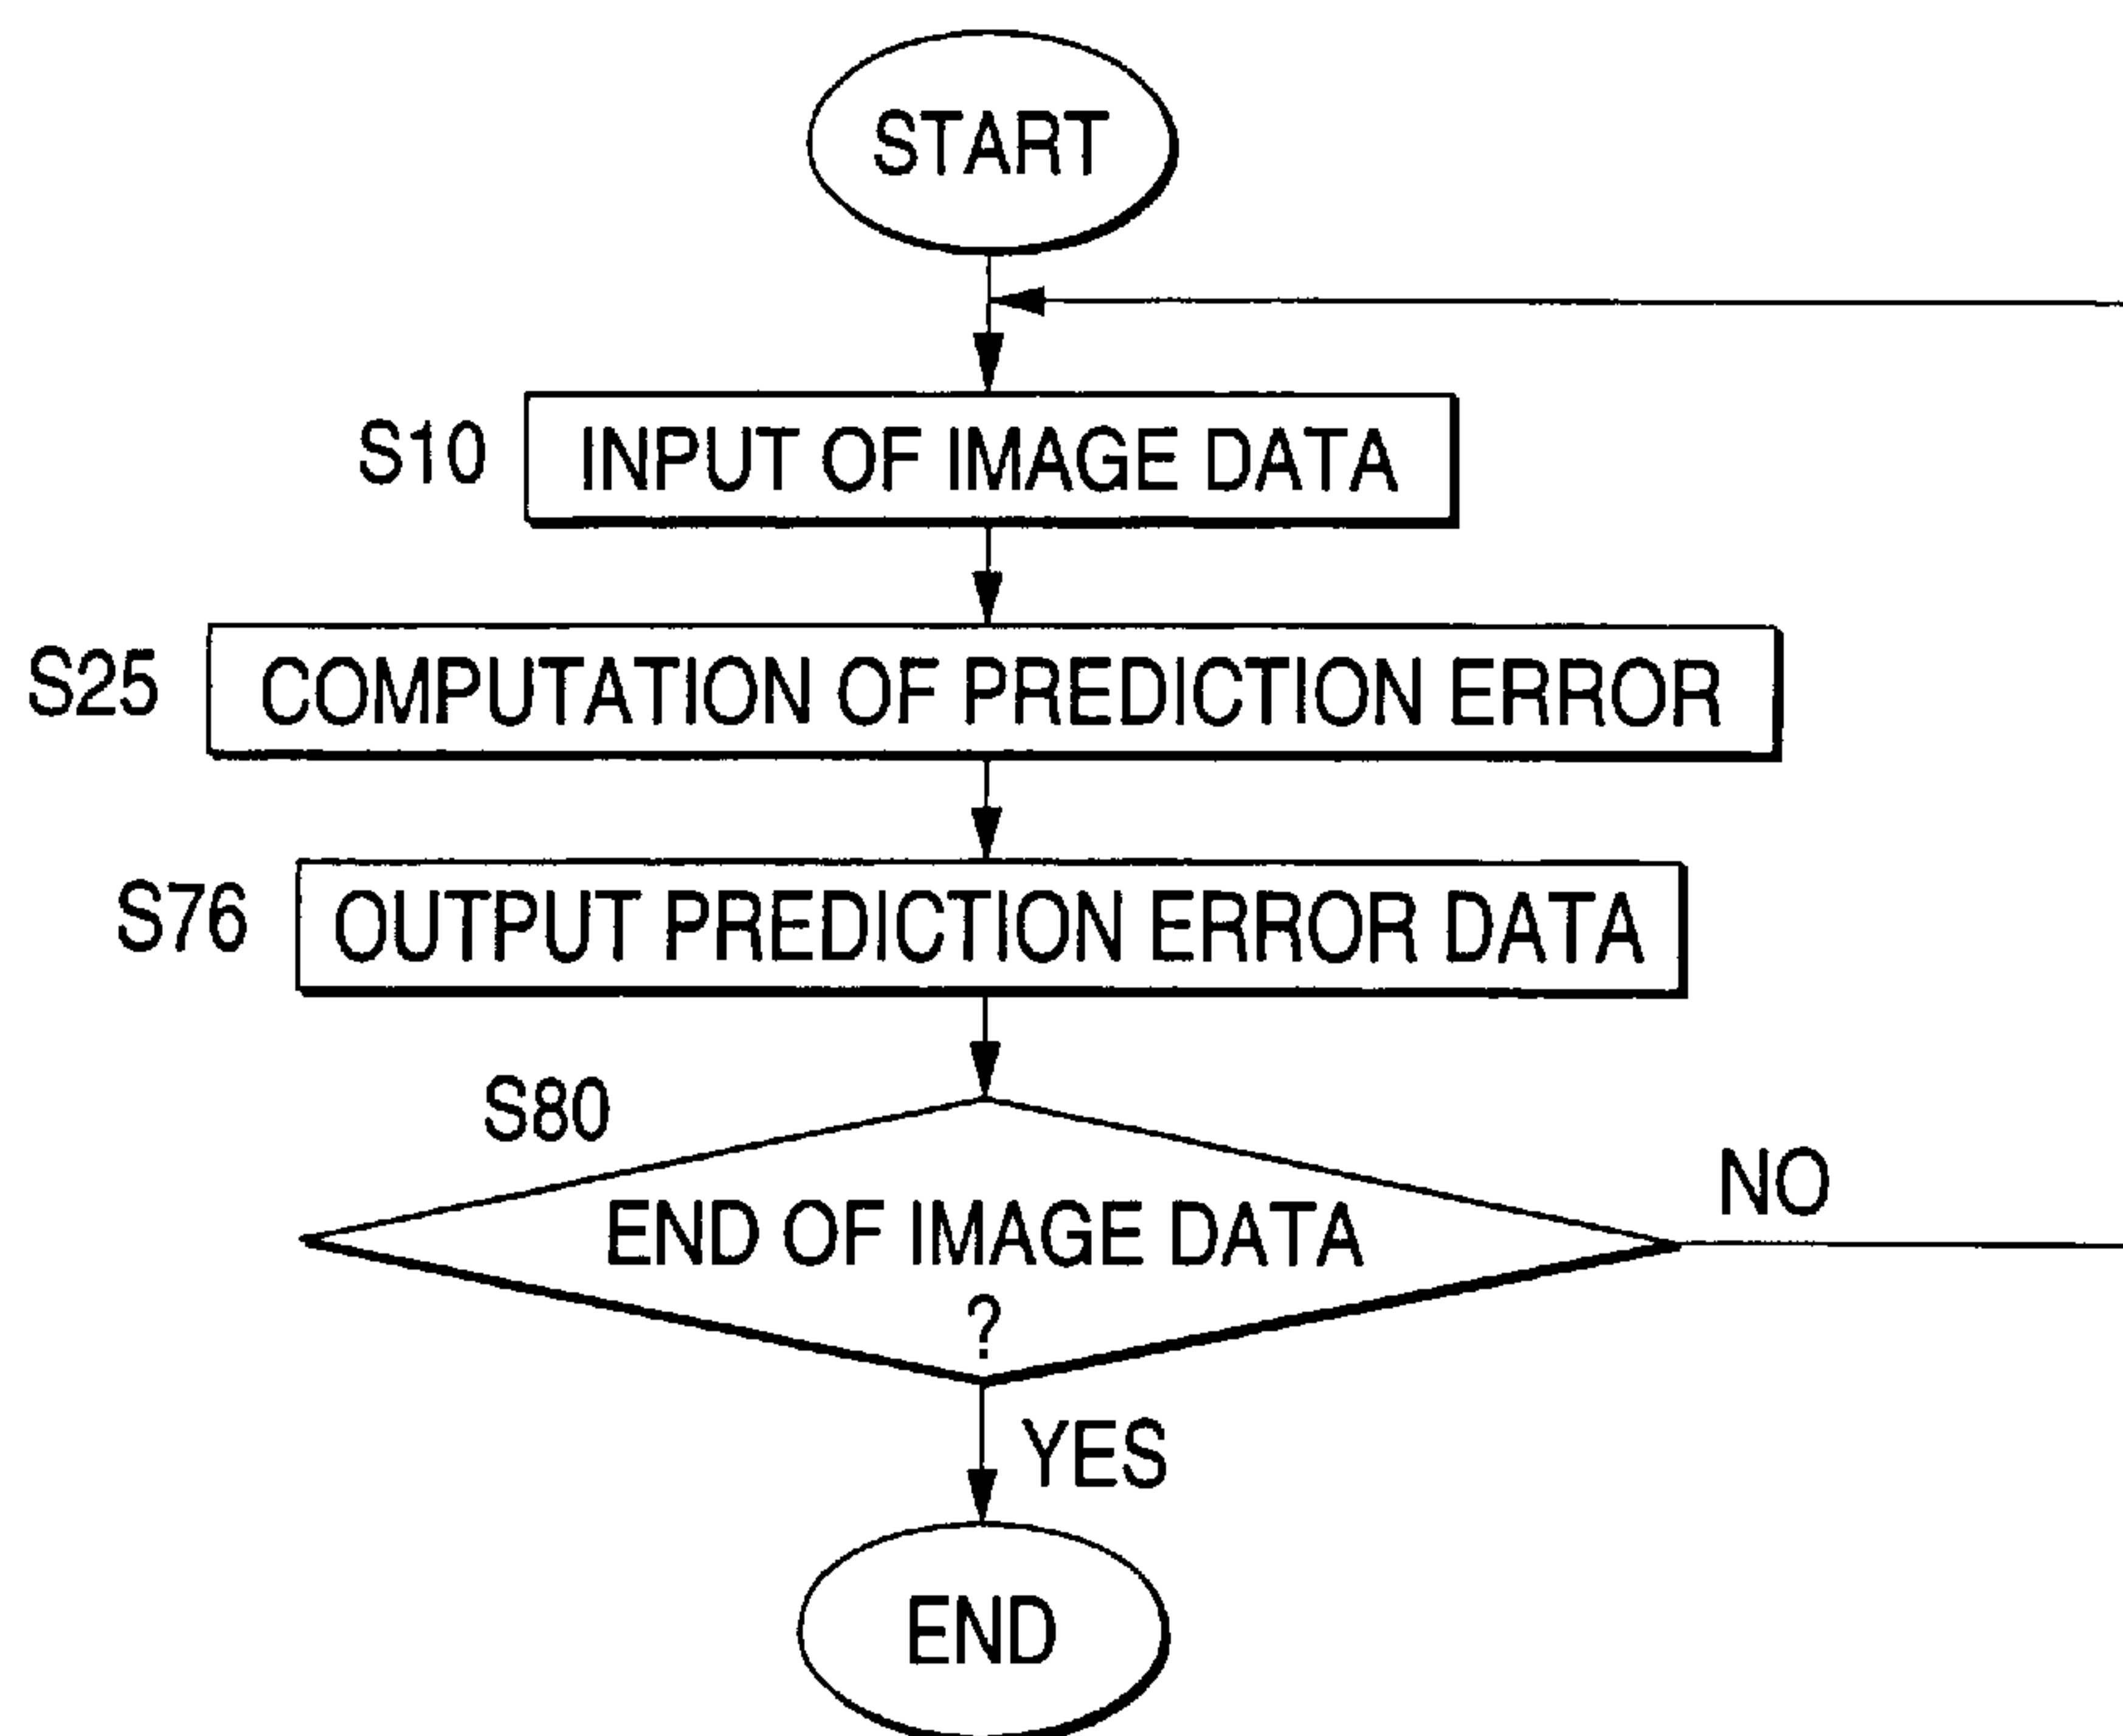 START
S10
INPUT OF IMAGE DATA
S25
COMPUTATION OF PREDICTION ERROR
S76
OUTPUT PREDICTION ERROR DATA
S80
END OF IMAGE DATA
?
NO
YES
END